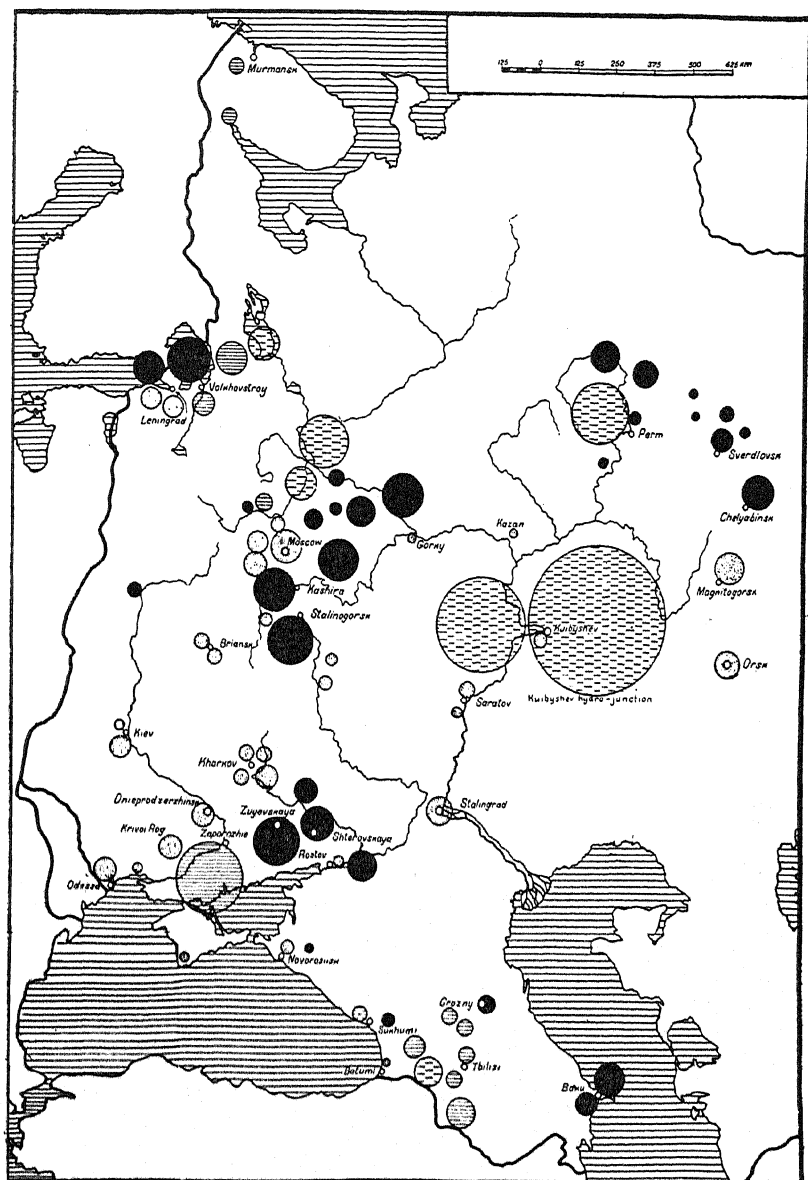 125 0 125 250 375 500 625 KM
Murmansk
Volkhovstroy
Leningrad
Perm
Sverdlovsk
Chelyabinsk
Kazan
Moscow
Gorky
Magnitogorsk
Kashira
Stalinogorsk
Kuibyshev
Briansk
Orsk
Saratov
Kuibyshev hydro-junction
Kiev
Kharkov
Dnieprodzerzhinsk
Zuyevskaya
Stalingrad
Krivoi Rog
Zaporozhie
Shterovskaya
Rostov
Odessa
Novorosiisk
Grozny
Sukhumi
Batumi
Tbilisi
Baku